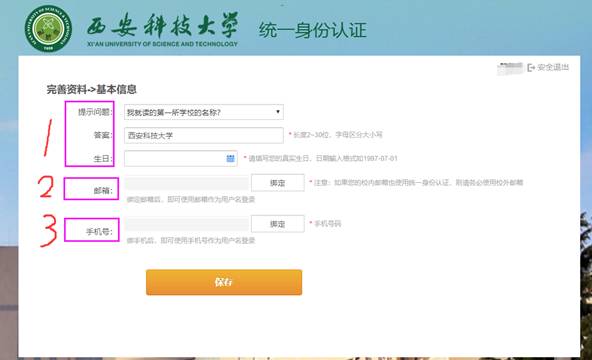 西安科技大学
XI'AN UNIVERSITY OF SCIENCE AND TECHNOLOGY
统一身份认证
安全退出
完善资料->基本信息
1
提示问题: 我就读的第一所学校的名称?
答案: 西安科技大学 * 长度2~30位，字母区分大小写
生日: * 请填写您的真实生日，日期输入格式如1997-07-01
2
邮箱: 绑定 * 注意：如果您的校内邮箱也使用统一身份认证，则请务必使用校外邮箱
绑定邮箱后，即可使用邮箱作为用户名登录
3
手机号: 绑定 * 手机号码
绑手机后，即可使用手机号作为用户名登录
保存